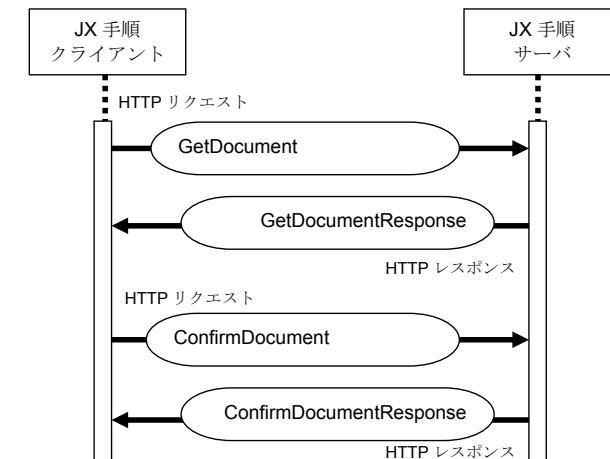 JX 手順
クライアント
JX 手順
サーバ
HTTP リクエスト
GetDocument
GetDocumentResponse
HTTP レスポンス
HTTP リクエスト
ConfirmDocument
ConfirmDocumentResponse
HTTP レスポンス